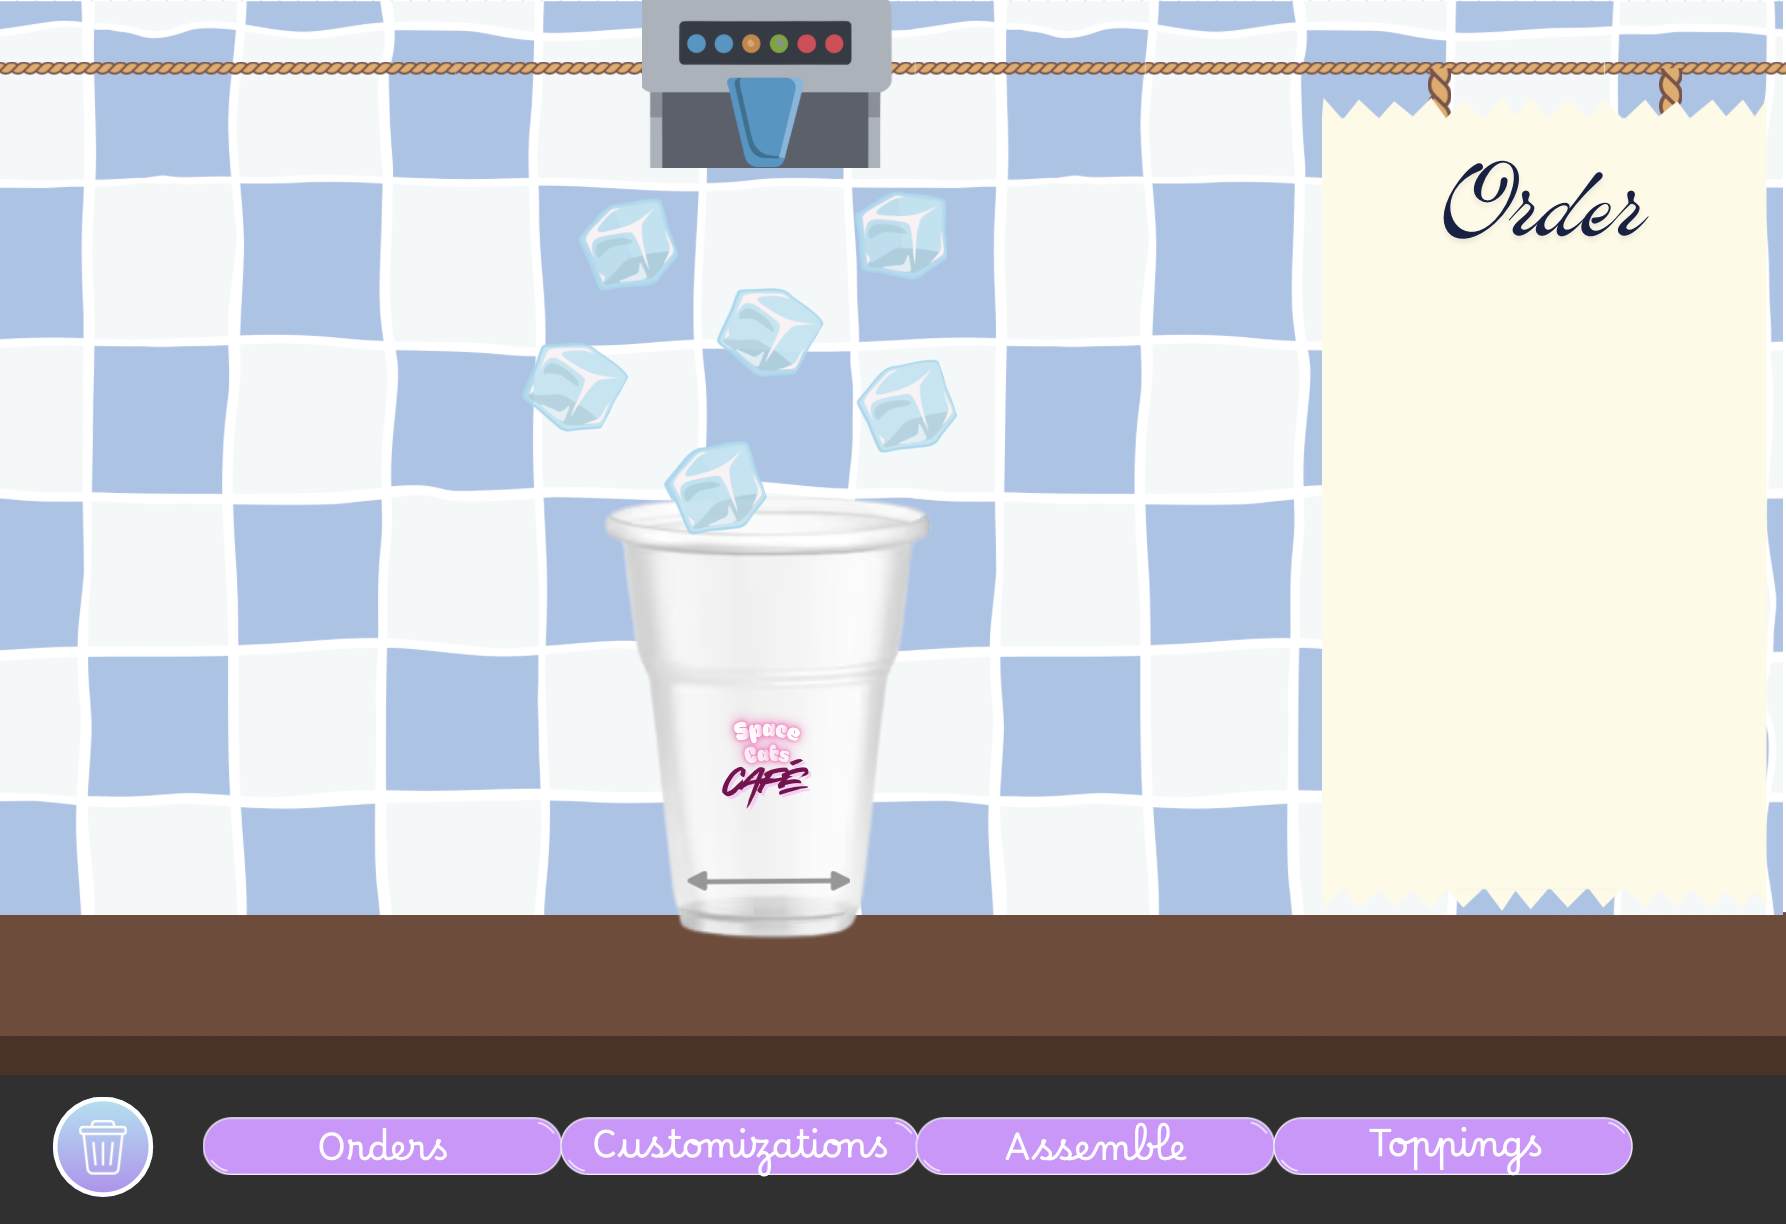 Order
Space
Cats
CAFÉ
Orders
Customizations
Assemble
Toppings